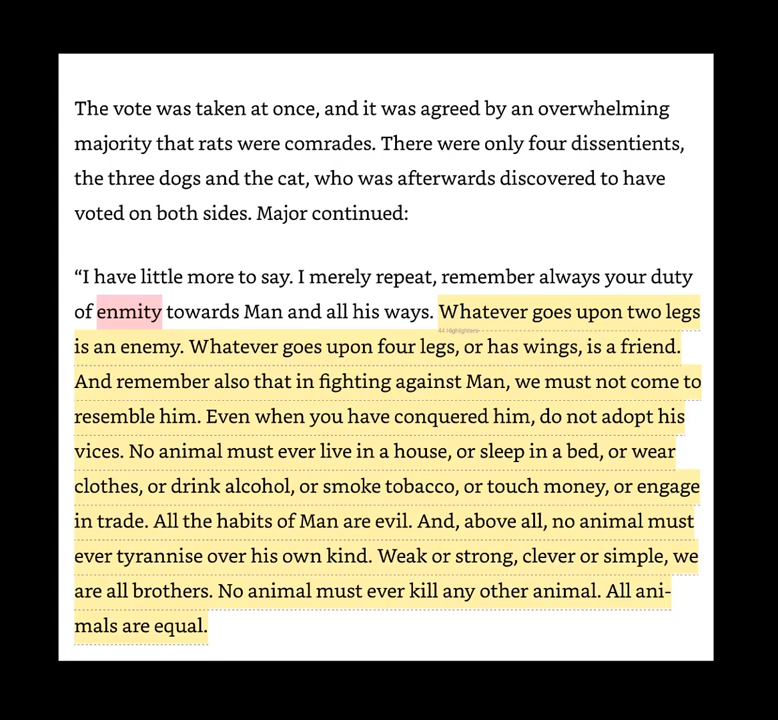 The vote was taken at once, and it was agreed by an overwhelming
majority that rats were comrades. There were only four dissentients,
the three dogs and the cat, who was afterwards discovered to have
voted on both sides. Major continued:
“I have little more to say. I merely repeat, remember always your duty
of enmity towards Man and all his ways. Whatever goes upon two legs
44 Highlighters
is an enemy. Whatever goes upon four legs, or has wings, is a friend.
And remember also that in fighting against Man, we must not come to
resemble him. Even when you have conquered him, do not adopt his
vices. No animal must ever live in a house, or sleep in a bed, or wear
clothes, or drink alcohol, or smoke tobacco, or touch money, or engage
in trade. All the habits of Man are evil. And, above all, no animal must
ever tyrannise over his own kind. Weak or strong, clever or simple, we
are all brothers. No animal must ever kill any other animal. All ani-
mals are equal.